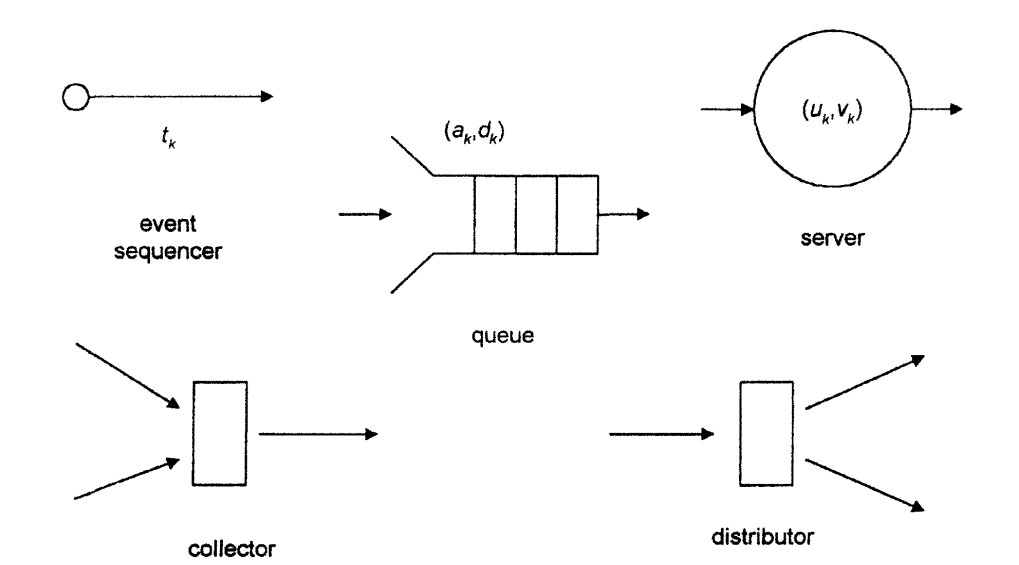 t_k
event
sequencer
(a_k,d_k)
queue
(u_k,v_k)
server
collector
distributor